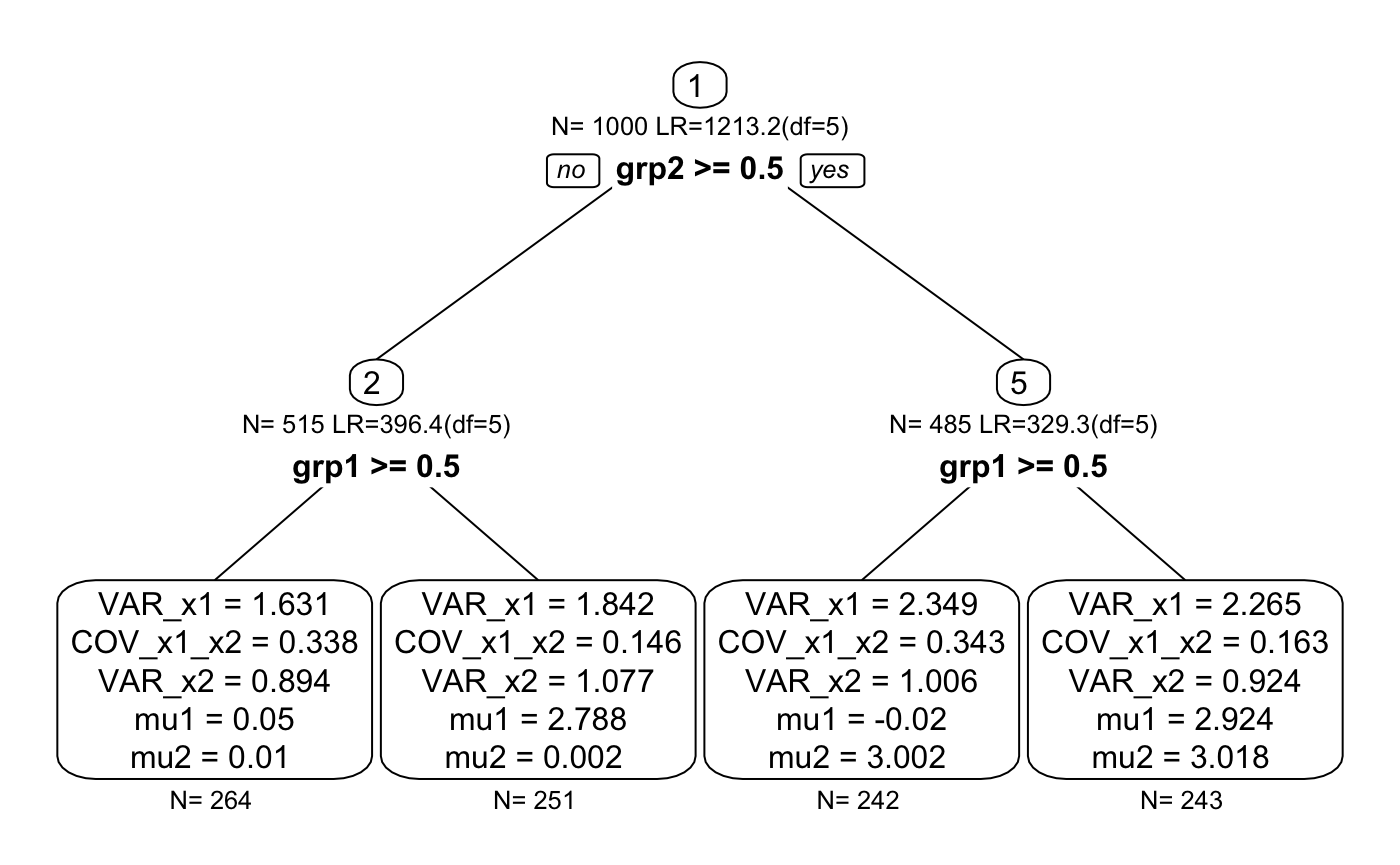 1
N= 1000 LR=1213.2(df=5)
no grp2 >= 0.5 yes
2
N= 515 LR=396.4(df=5)
grp1 >= 0.5
5
N= 485 LR=329.3(df=5)
grp1 >= 0.5
VAR_x1 = 1.631
COV_x1_x2 = 0.338
VAR_x2 = 0.894
mu1 = 0.05
mu2 = 0.01
N= 264
VAR_x1 = 1.842
COV_x1_x2 = 0.146
VAR_x2 = 1.077
mu1 = 2.788
mu2 = 0.002
N= 251
VAR_x1 = 2.349
COV_x1_x2 = 0.343
VAR_x2 = 1.006
mu1 = -0.02
mu2 = 3.002
N= 242
VAR_x1 = 2.265
COV_x1_x2 = 0.163
VAR_x2 = 0.924
mu1 = 2.924
mu2 = 3.018
N= 243